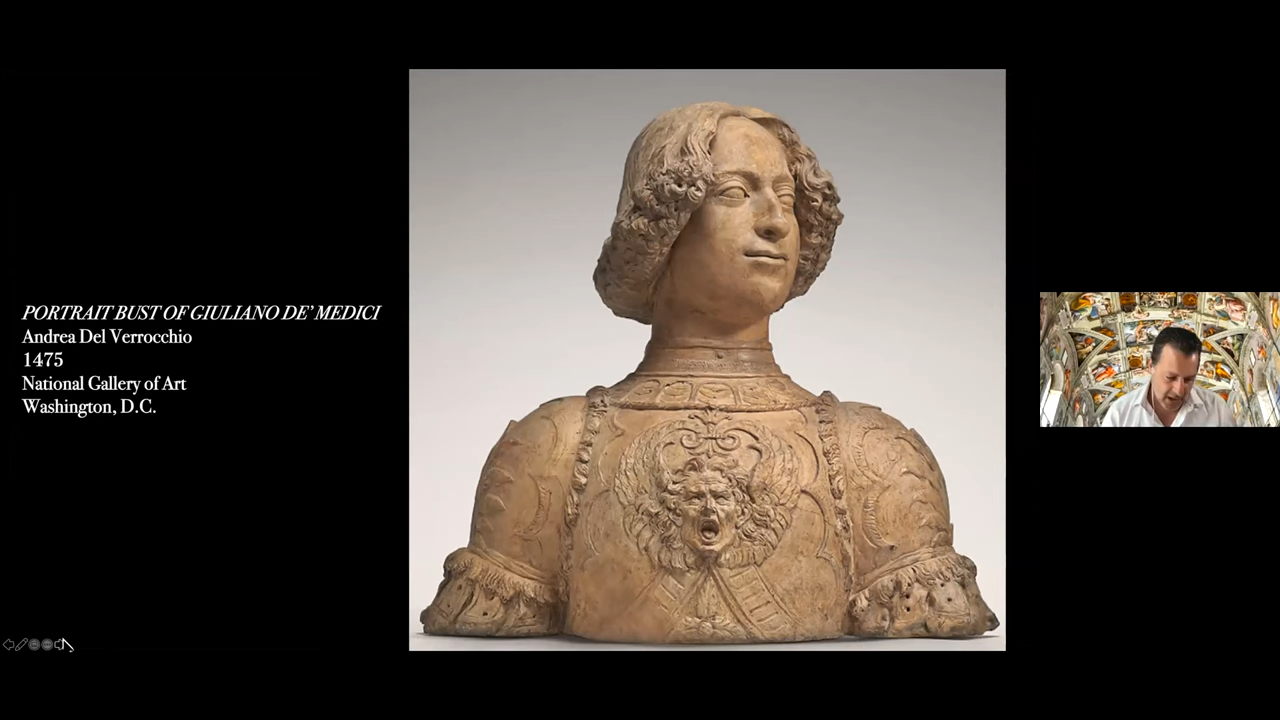 PORTRAIT BUST OF GIULIANO DE' MEDICI
Andrea Del Verrocchio
1475
National Gallery of Art
Washington, D.C.